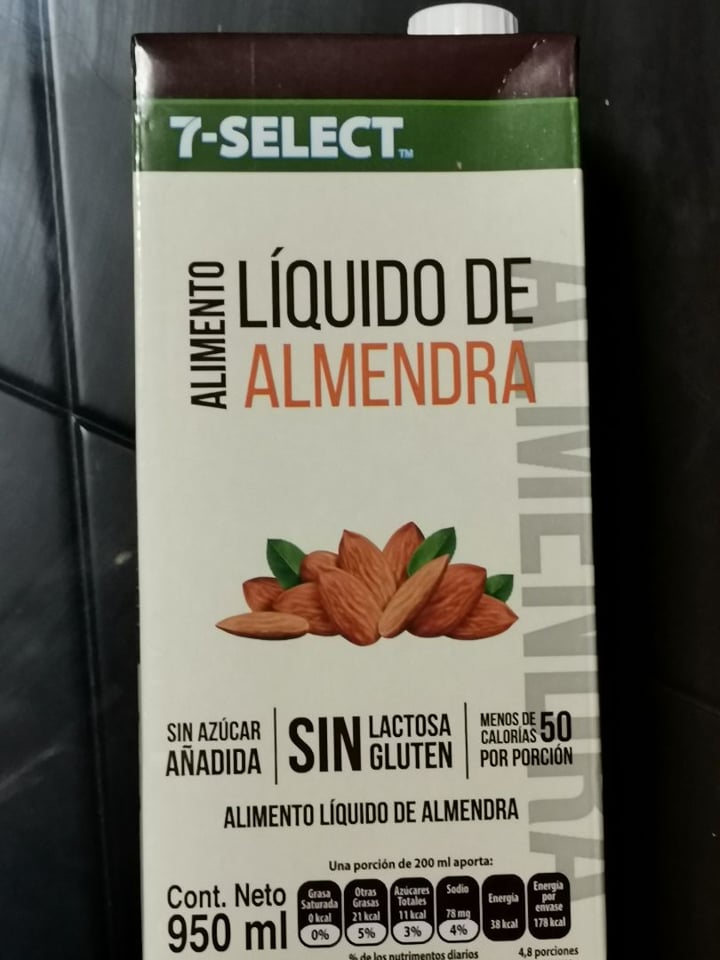 7-SELECT™
ALIMENTO
LÍQUIDO DE
ALMENDRA
ALMENDRA
SIN AZÚCAR
AÑADIDA
SIN LACTOSA
GLUTEN
MENOS DE 50
CALORÍAS
POR PORCIÓN
ALIMENTO LÍQUIDO DE ALMENDRA
Una porción de 200 ml aporta:
Cont. Neto
950 ml
Grasa
Saturada
0 kcal
0%
Otras
Grasas
21 kcal
5%
Azúcares
Totales
11 kcal
3%
Sodio
78 mg
4%
Energía
38 kcal
Energía
por
envase
178 kcal
% de los nutrimentos diarios
4,8 porciones